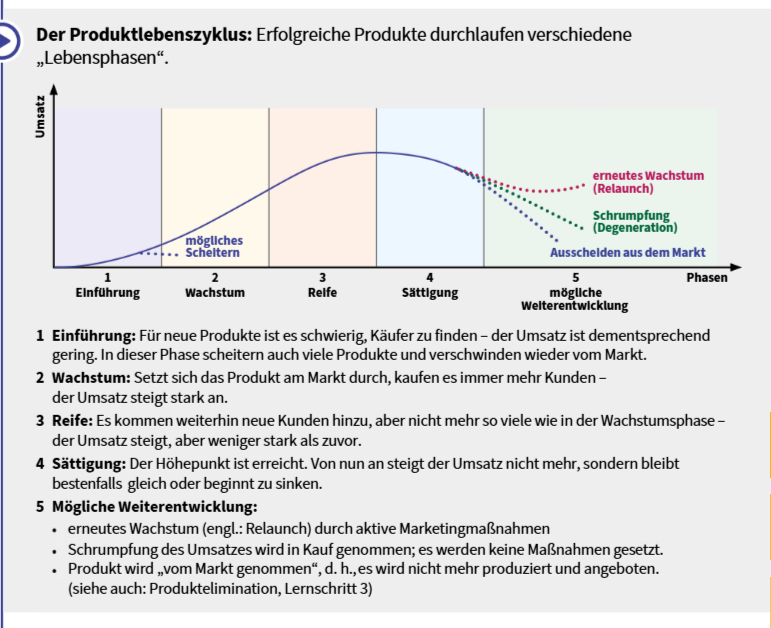 Der Produktlebenszyklus: Erfolgreiche Produkte durchlaufen verschiedene
„Lebensphasen“.
Umsatz
erneutes Wachstum
(Relaunch)
Schrumpfung
(Degeneration)
mögliches
Scheitern
Ausscheiden aus dem Markt
1
Einführung
2
Wachstum
3
Reife
4
Sättigung
5
mögliche
Weiterentwicklung
Phasen
1 Einführung: Für neue Produkte ist es schwierig, Käufer zu finden – der Umsatz ist dementsprechend
gering. In dieser Phase scheitern auch viele Produkte und verschwinden wieder vom Markt.
2 Wachstum: Setzt sich das Produkt am Markt durch, kaufen es immer mehr Kunden –
der Umsatz steigt stark an.
3 Reife: Es kommen weiterhin neue Kunden hinzu, aber nicht mehr so viele wie in der Wachstumsphase –
der Umsatz steigt, aber weniger stark als zuvor.
4 Sättigung: Der Höhepunkt ist erreicht. Von nun an steigt der Umsatz nicht mehr, sondern bleibt
bestenfalls gleich oder beginnt zu sinken.
5 Mögliche Weiterentwicklung:
• erneutes Wachstum (engl.: Relaunch) durch aktive Marketingmaßnahmen
• Schrumpfung des Umsatzes wird in Kauf genommen; es werden keine Maßnahmen gesetzt.
• Produkt wird „vom Markt genommen“, d. h., es wird nicht mehr produziert und angeboten.
(siehe auch: Produktelimination, Lernschritt 3)